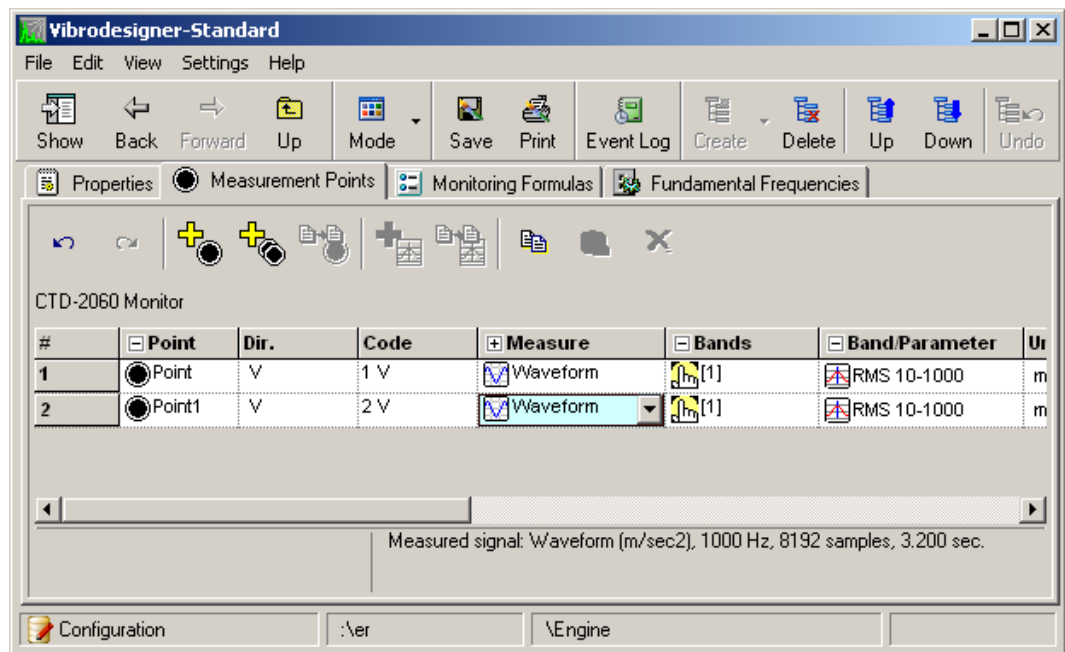 Vibrodesigner-Standard
File Edit View Settings Help
Show Back Forward Up Mode Save Print Event Log Create Delete Up Down Undo
Properties Measurement Points Monitoring Formulas Fundamental Frequencies
CTD-2060 Monitor
# Point Dir. Code Measure Bands Band/Parameter Ur
1 Point V 1 V Waveform [1] RMS 10-1000 m
2 Point1 V 2 V Waveform [1] RMS 10-1000 m
Measured signal: Waveform (m/sec2), 1000 Hz, 8192 samples, 3.200 sec.
Configuration :\er \Engine